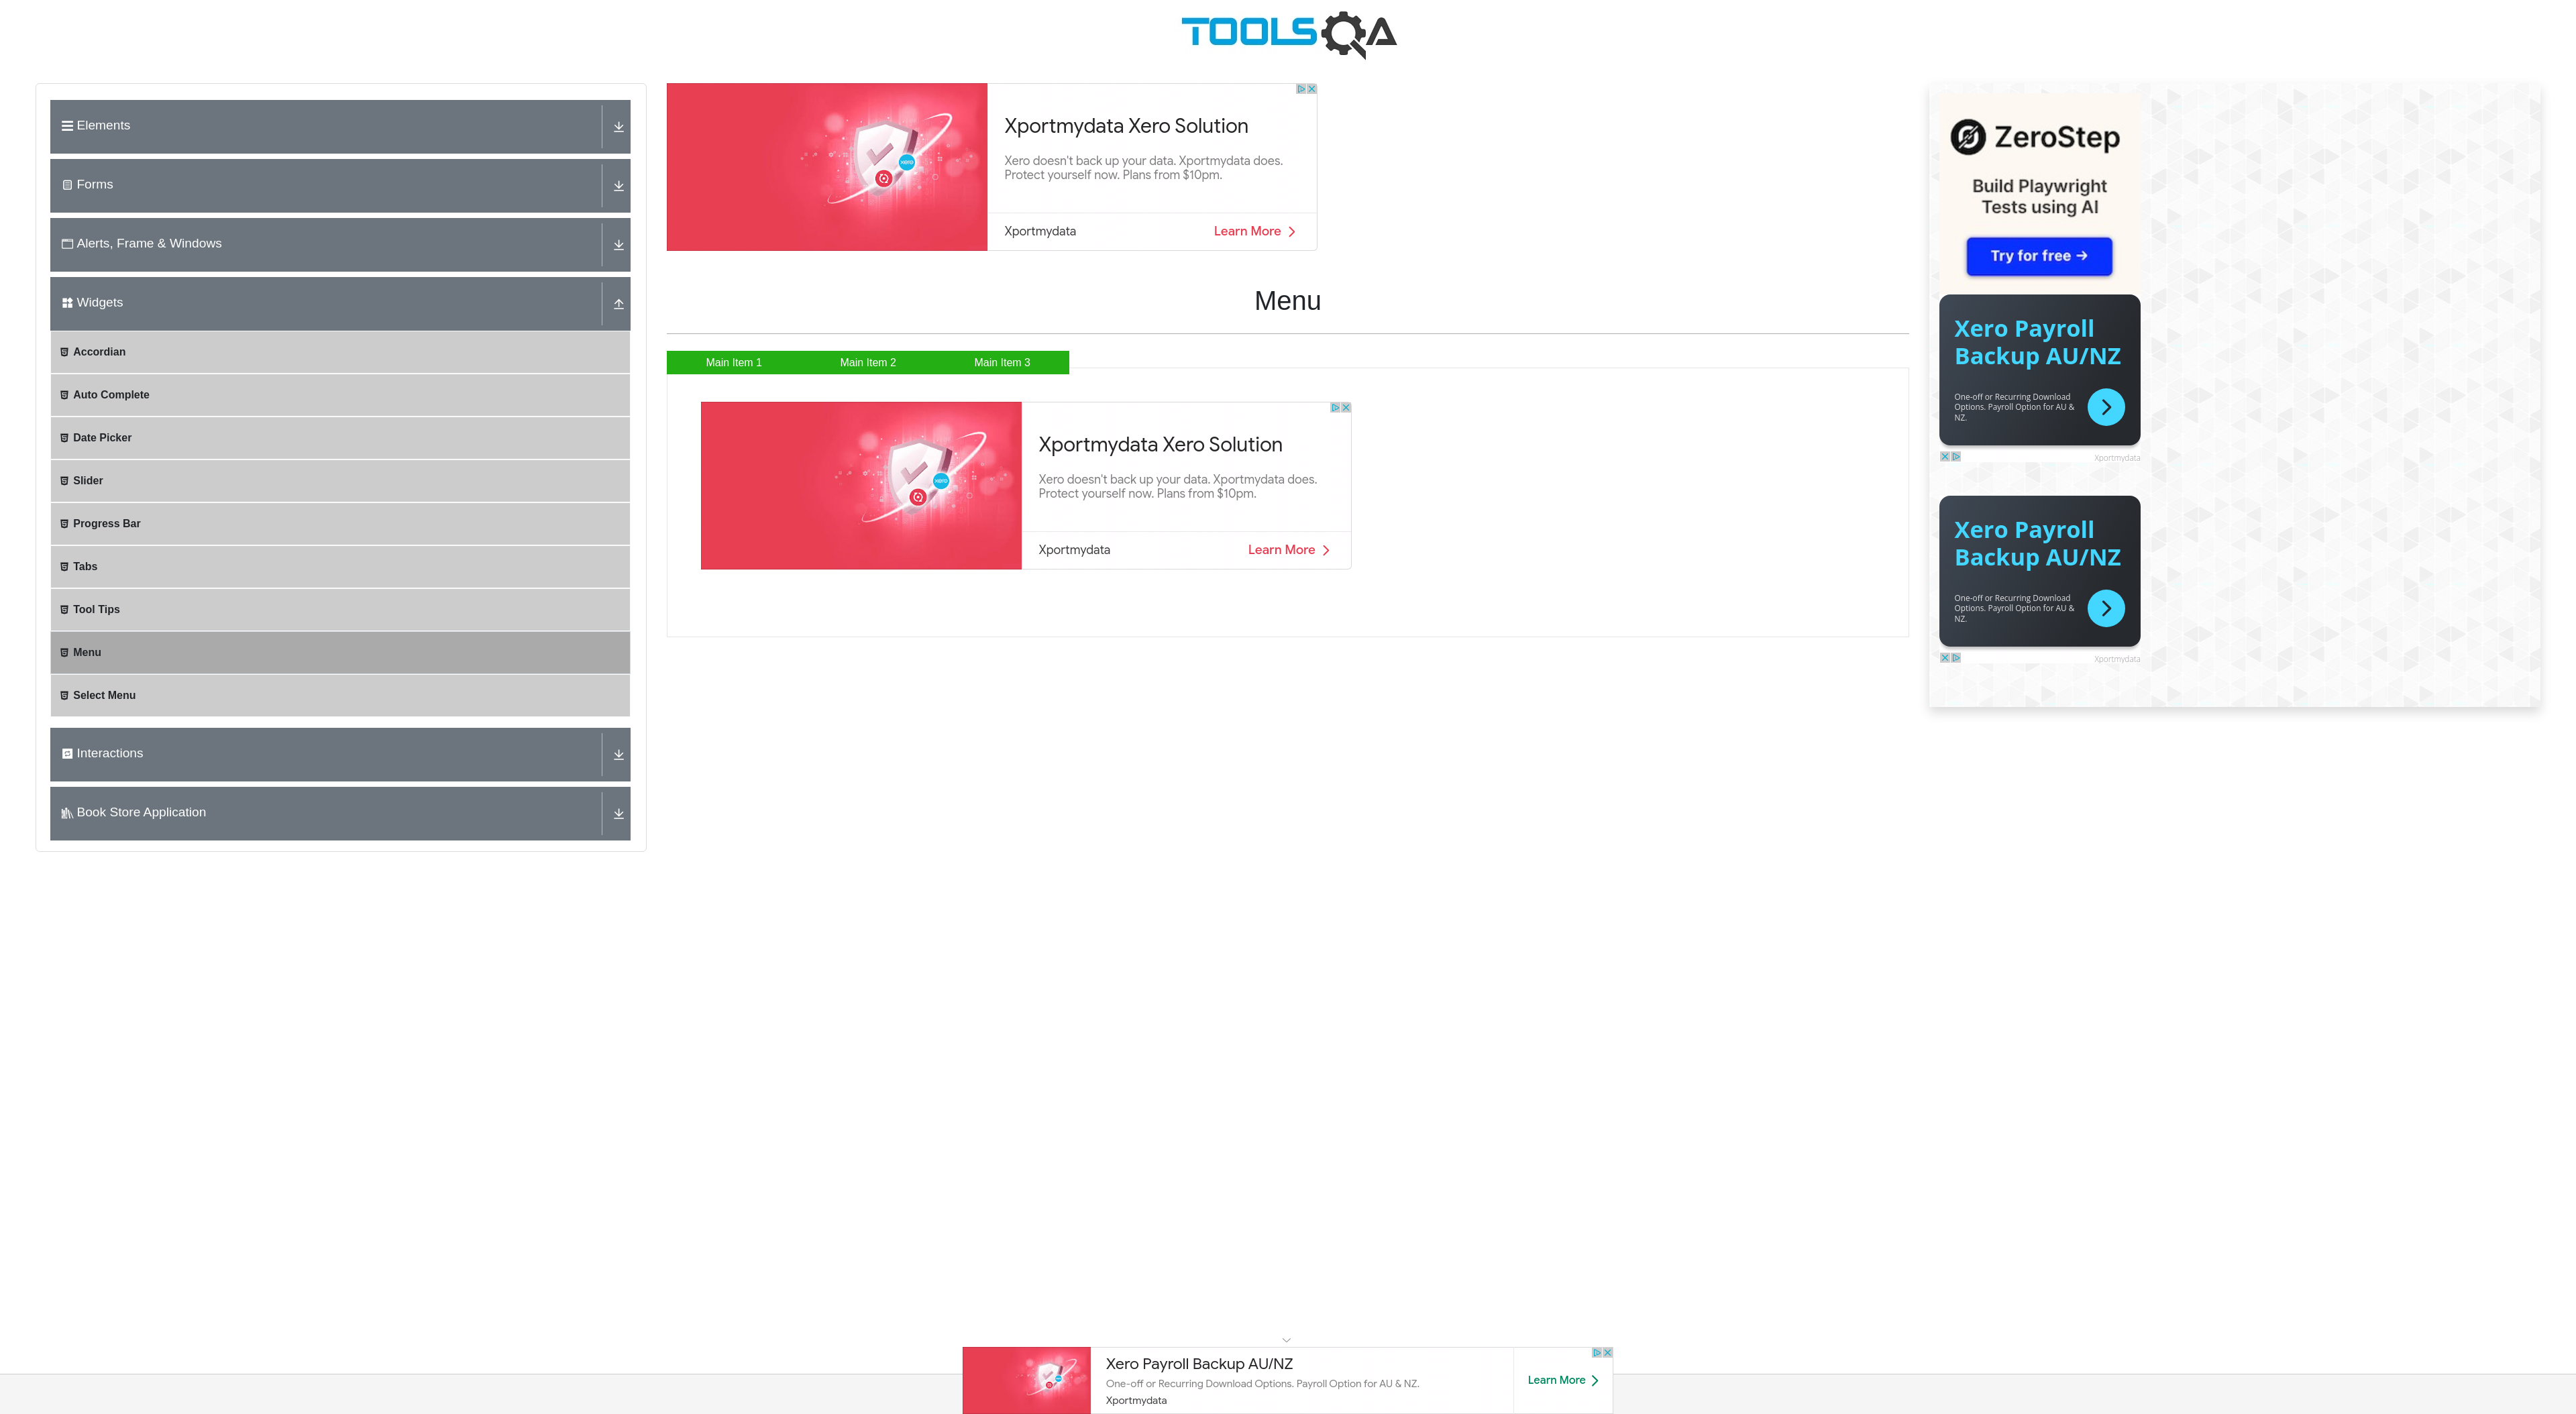 TOOLSQA
Elements
Forms
Alerts, Frame & Windows
Widgets
Accordian
Auto Complete
Date Picker
Slider
Progress Bar
Tabs
Tool Tips
Menu
Select Menu
Interactions
Book Store Application
Xportmydata Xero Solution
Xero doesn't back up your data. Xportmydata does.
Protect yourself now. Plans from $10pm.
Xportmydata
Learn More
Menu
Main Item 1
Main Item 2
Main Item 3
Xportmydata Xero Solution
Xero doesn't back up your data. Xportmydata does.
Protect yourself now. Plans from $10pm.
Xportmydata
Learn More
ZeroStep
Build Playwright
Tests using AI
Try for free →
Xero Payroll
Backup AU/NZ
One-off or Recurring Download
Options. Payroll Option for AU &
NZ.
Xportmydata
Xero Payroll
Backup AU/NZ
One-off or Recurring Download
Options. Payroll Option for AU &
NZ.
Xportmydata
Xero Payroll Backup AU/NZ
One-off or Recurring Download Options. Payroll Option for AU & NZ.
Xportmydata
Learn More